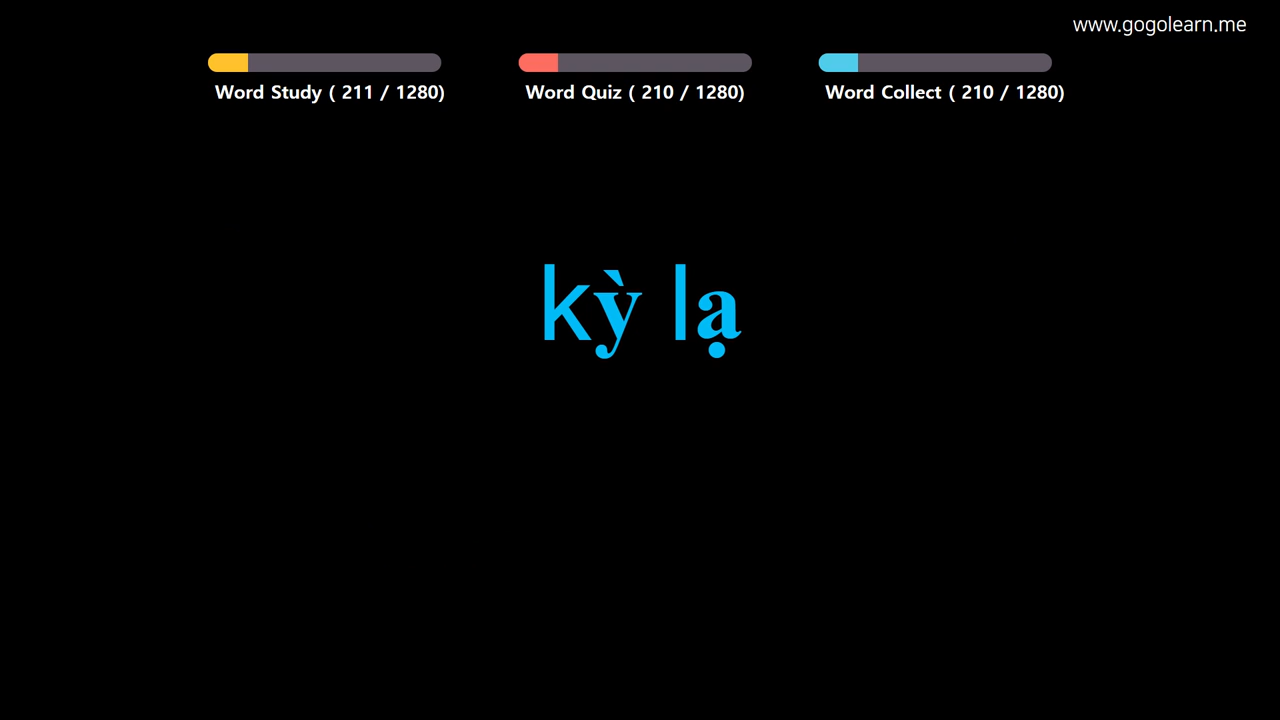 www.gogolearn.me
Word Study ( 211 / 1280)
Word Quiz ( 210 / 1280)
Word Collect ( 210 / 1280)
kỳ lạ